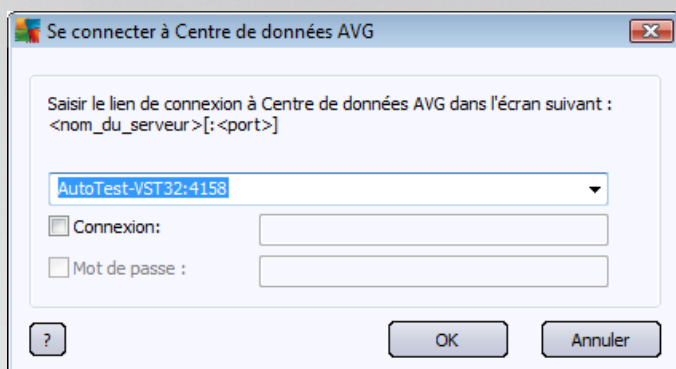 Se connecter à Centre de données AVG
Saisir le lien de connexion à Centre de données AVG dans l'écran suivant :
<nom_du_serveur>[:<port>]
AutoTest-VST32:4158
Connexion:
Mot de passe :
?
OK
Annuler